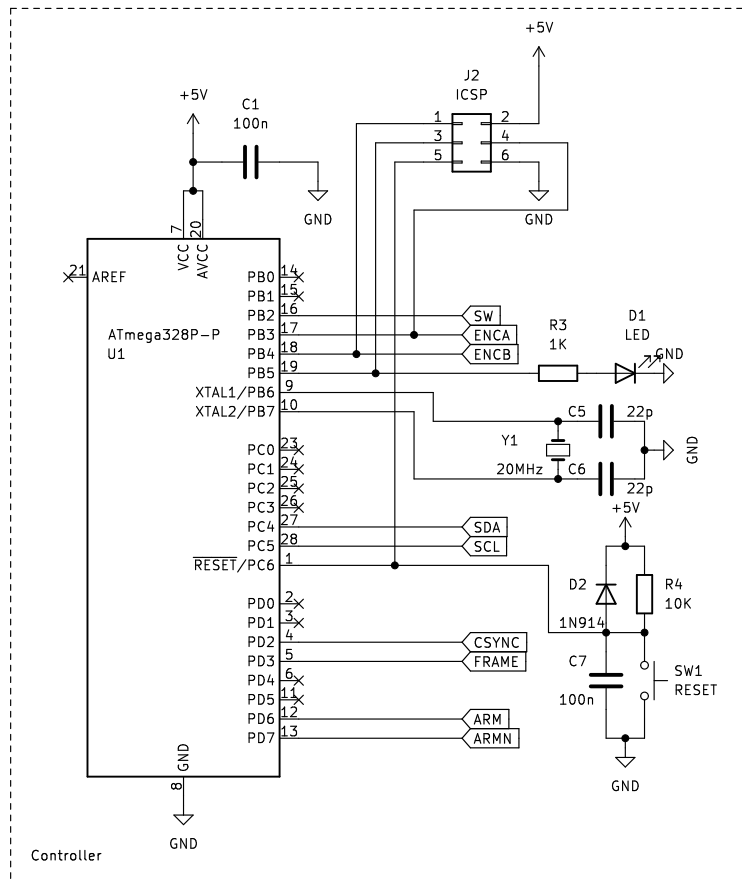 +5V
J2
ICSP
+5V
C1
100n
1 2
3 4
5 6
GND
GND
7 20
VCC AVCC
21 AREF
ATmega328P-P
U1
PB0 14
PB1 15
PB2 16 SW
PB3 17 ENCA
PB4 18 ENCB
PB5 19
R3
1K
D1
LED
GND
XTAL1/PB6 9
XTAL2/PB7 10
C5 22p
Y1
20MHz
C6 22p
GND
PC0 23
PC1 24
PC2 25
PC3 26
PC4 27 SDA
PC5 28 SCL
RESET/PC6 1
+5V
D2
1N914
R4
10K
PD0 2
PD1 3
PD2 4 CSYNC
PD3 5 FRAME
PD4 6
PD5 11
PD6 12 ARM
PD7 13 ARMN
C7
100n
SW1
RESET
GND
GND
8
GND
Controller